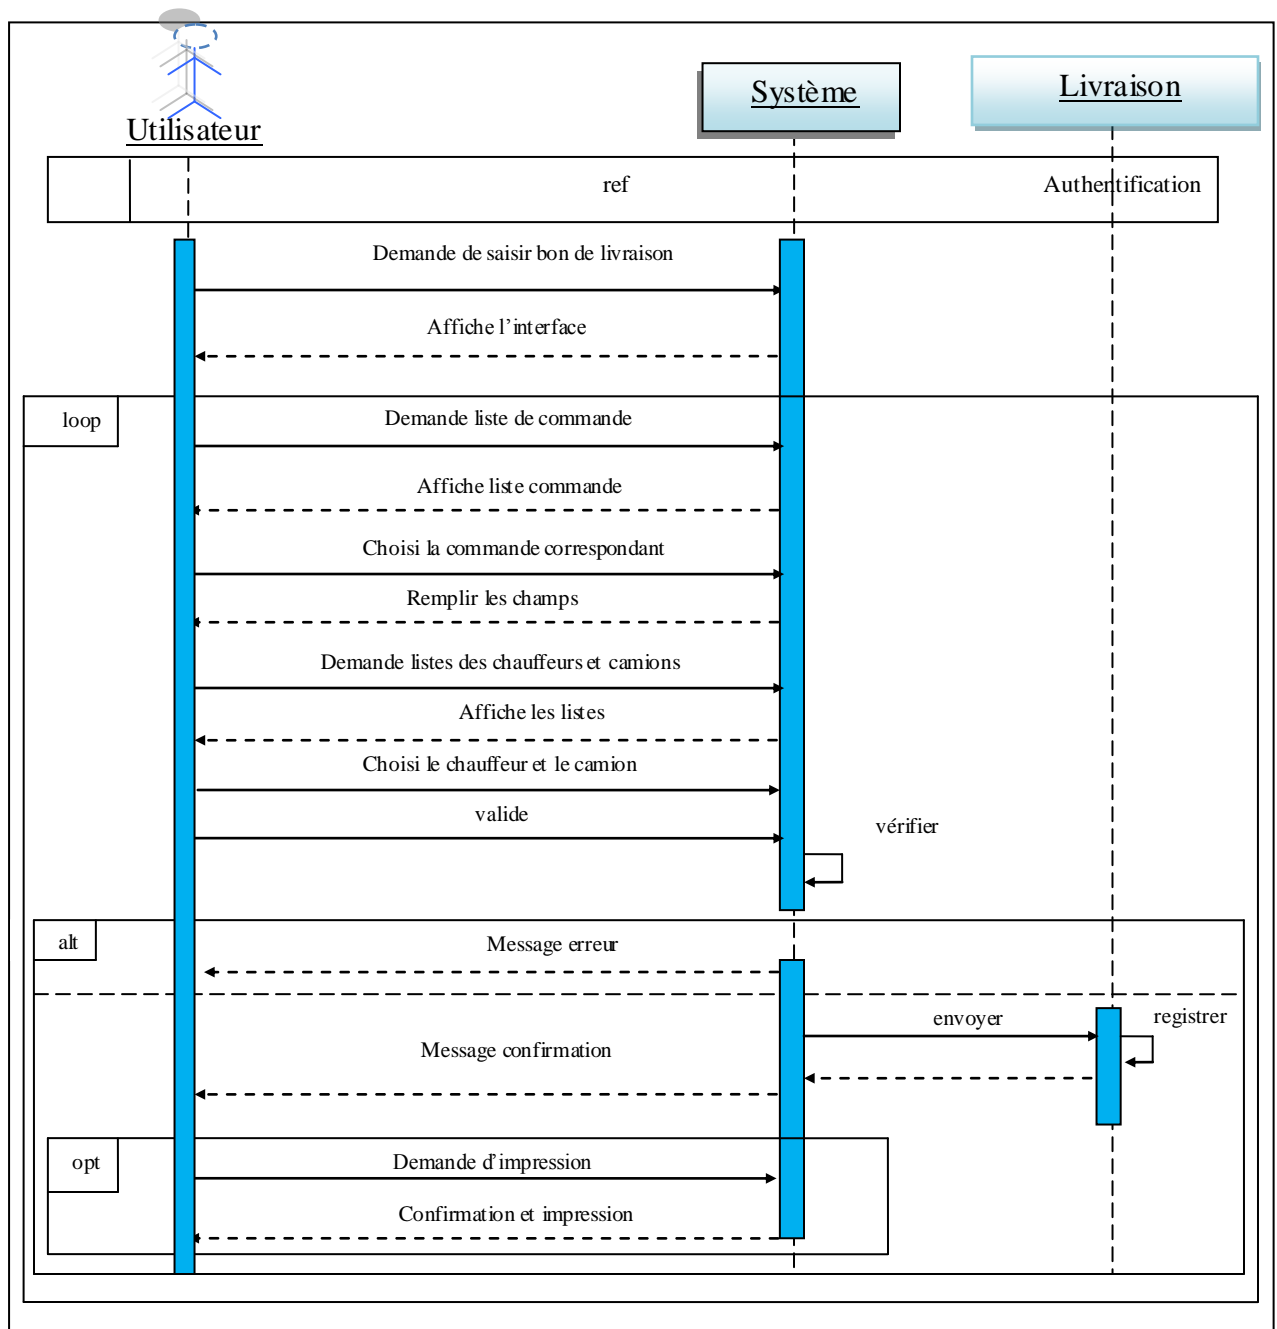 Utilisateur
Système
Livraison
ref
Authentification
Demande de saisir bon de livraison
Affiche l'interface
loop
Demande liste de commande
Affiche liste commande
Choisi la commande correspondant
Remplir les champs
Demande listes des chauffeurs et camions
Affiche les listes
Choisi le chauffeur et le camion
valide
vérifier
alt
Message erreur
envoyer
registrer
Message confirmation
opt
Demande d'impression
Confirmation et impression